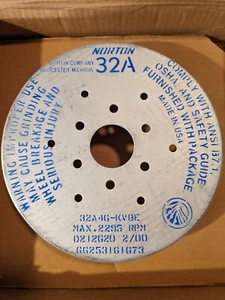 NORTON
NORTON COMPANY
WORCESTER MA 01606
32A
COMPLY WITH ANSI B7.1
OSHA, AND SAFETY GUIDE
FURNISHED WITH PACKAGE
MADE IN USA
WARNING IMPROPER USE
MAY CAUSE GRINDING
WHEEL BREAKAGE AND
SERIOUS INJURY
32A46-KVBE
MAX.2295 RPM
D212620 2/00
66253161673